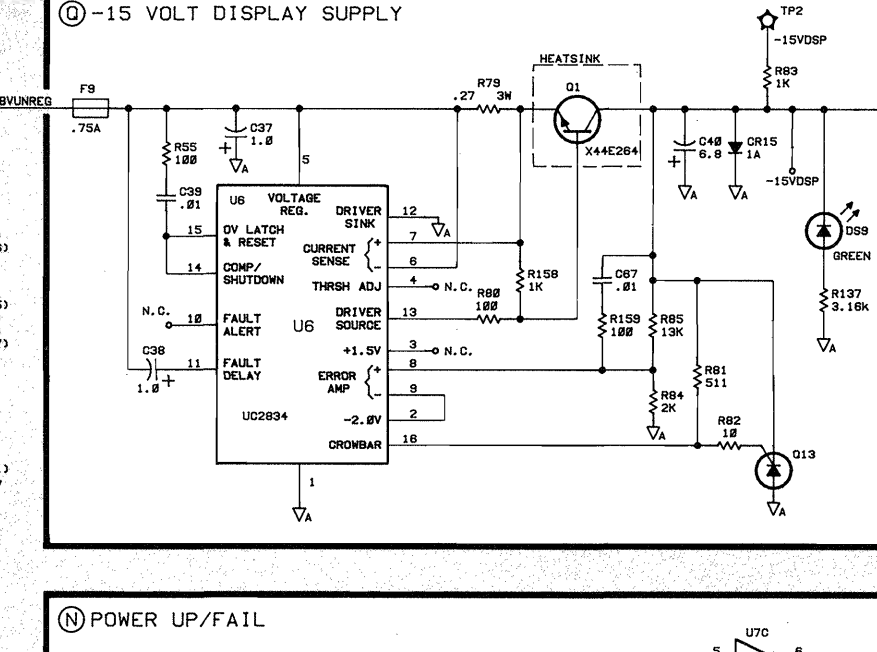 Q -15 VOLT DISPLAY SUPPLY
TP2
-15VDSP
R83
1K
HEATSINK
Q1
X44E264
BVUNREG
F9
.75A
R79
.27 3W
R55
100
C37
+ 1.0
A
5
C39
.01
U6 VOLTAGE
REG.
DRIVER
SINK
12
A
15 OV LATCH
& RESET
CURRENT
SENSE
+ 7
- 6
14 COMP/
SHUTDOWN
THRSH ADJ 4 N.C.
R158
1K
R80
100
N.C.
10 FAULT
ALERT
U6
DRIVER
SOURCE
13
+1.5V 3 N.C.
C38
1.0 +
11 FAULT
DELAY
ERROR
AMP
+ 8
- 9
UC2834
-2.0V 2
CROWBAR 16
1
A
C40
+ 6.8
A
CR15
1A
A
-15VDSP
DS9
GREEN
R137
3.16k
A
C67
.01
R159
100
R85
13K
R81
511
R84
2K
A
R82
10
Q13
A
N POWER UP/FAIL
U7C
5 6